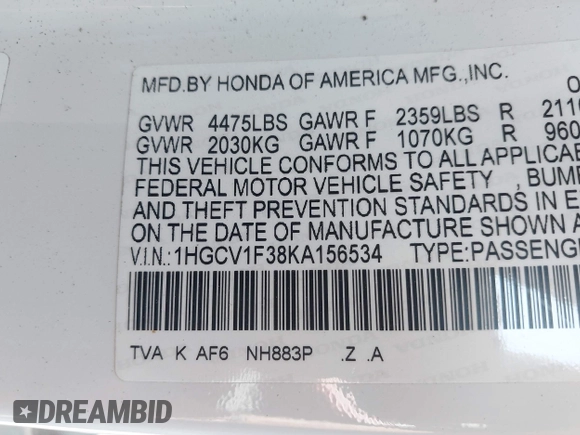 MFD.BY HONDA OF AMERICA MFG.,INC.
GVWR 4475LBS GAWR F 2359LBS R
GVWR 2030KG GAWR F 1070KG R
THIS VEHICLE CONFORMS TO ALL
FEDERAL MOTOR VEHICLE SAFETY ,
AND THEFT PREVENTION STANDARDS IN
ON THE DATE OF MANUFACTURE SHOWN
V.I.N.:1HGCV1F38KA156534 TYPE:
TVA K AF6 NH883P .Z .A
DREAMBID